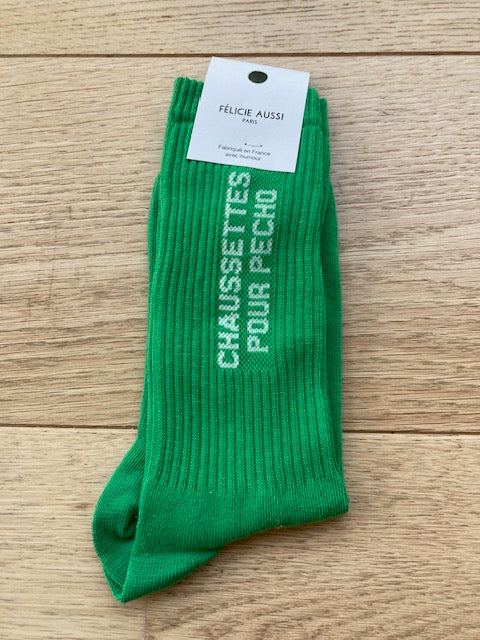 FÉLICIE AUSSI
PARIS
Fabriqué en France
avec humour
CHAUSSETTES
POUR PECHO